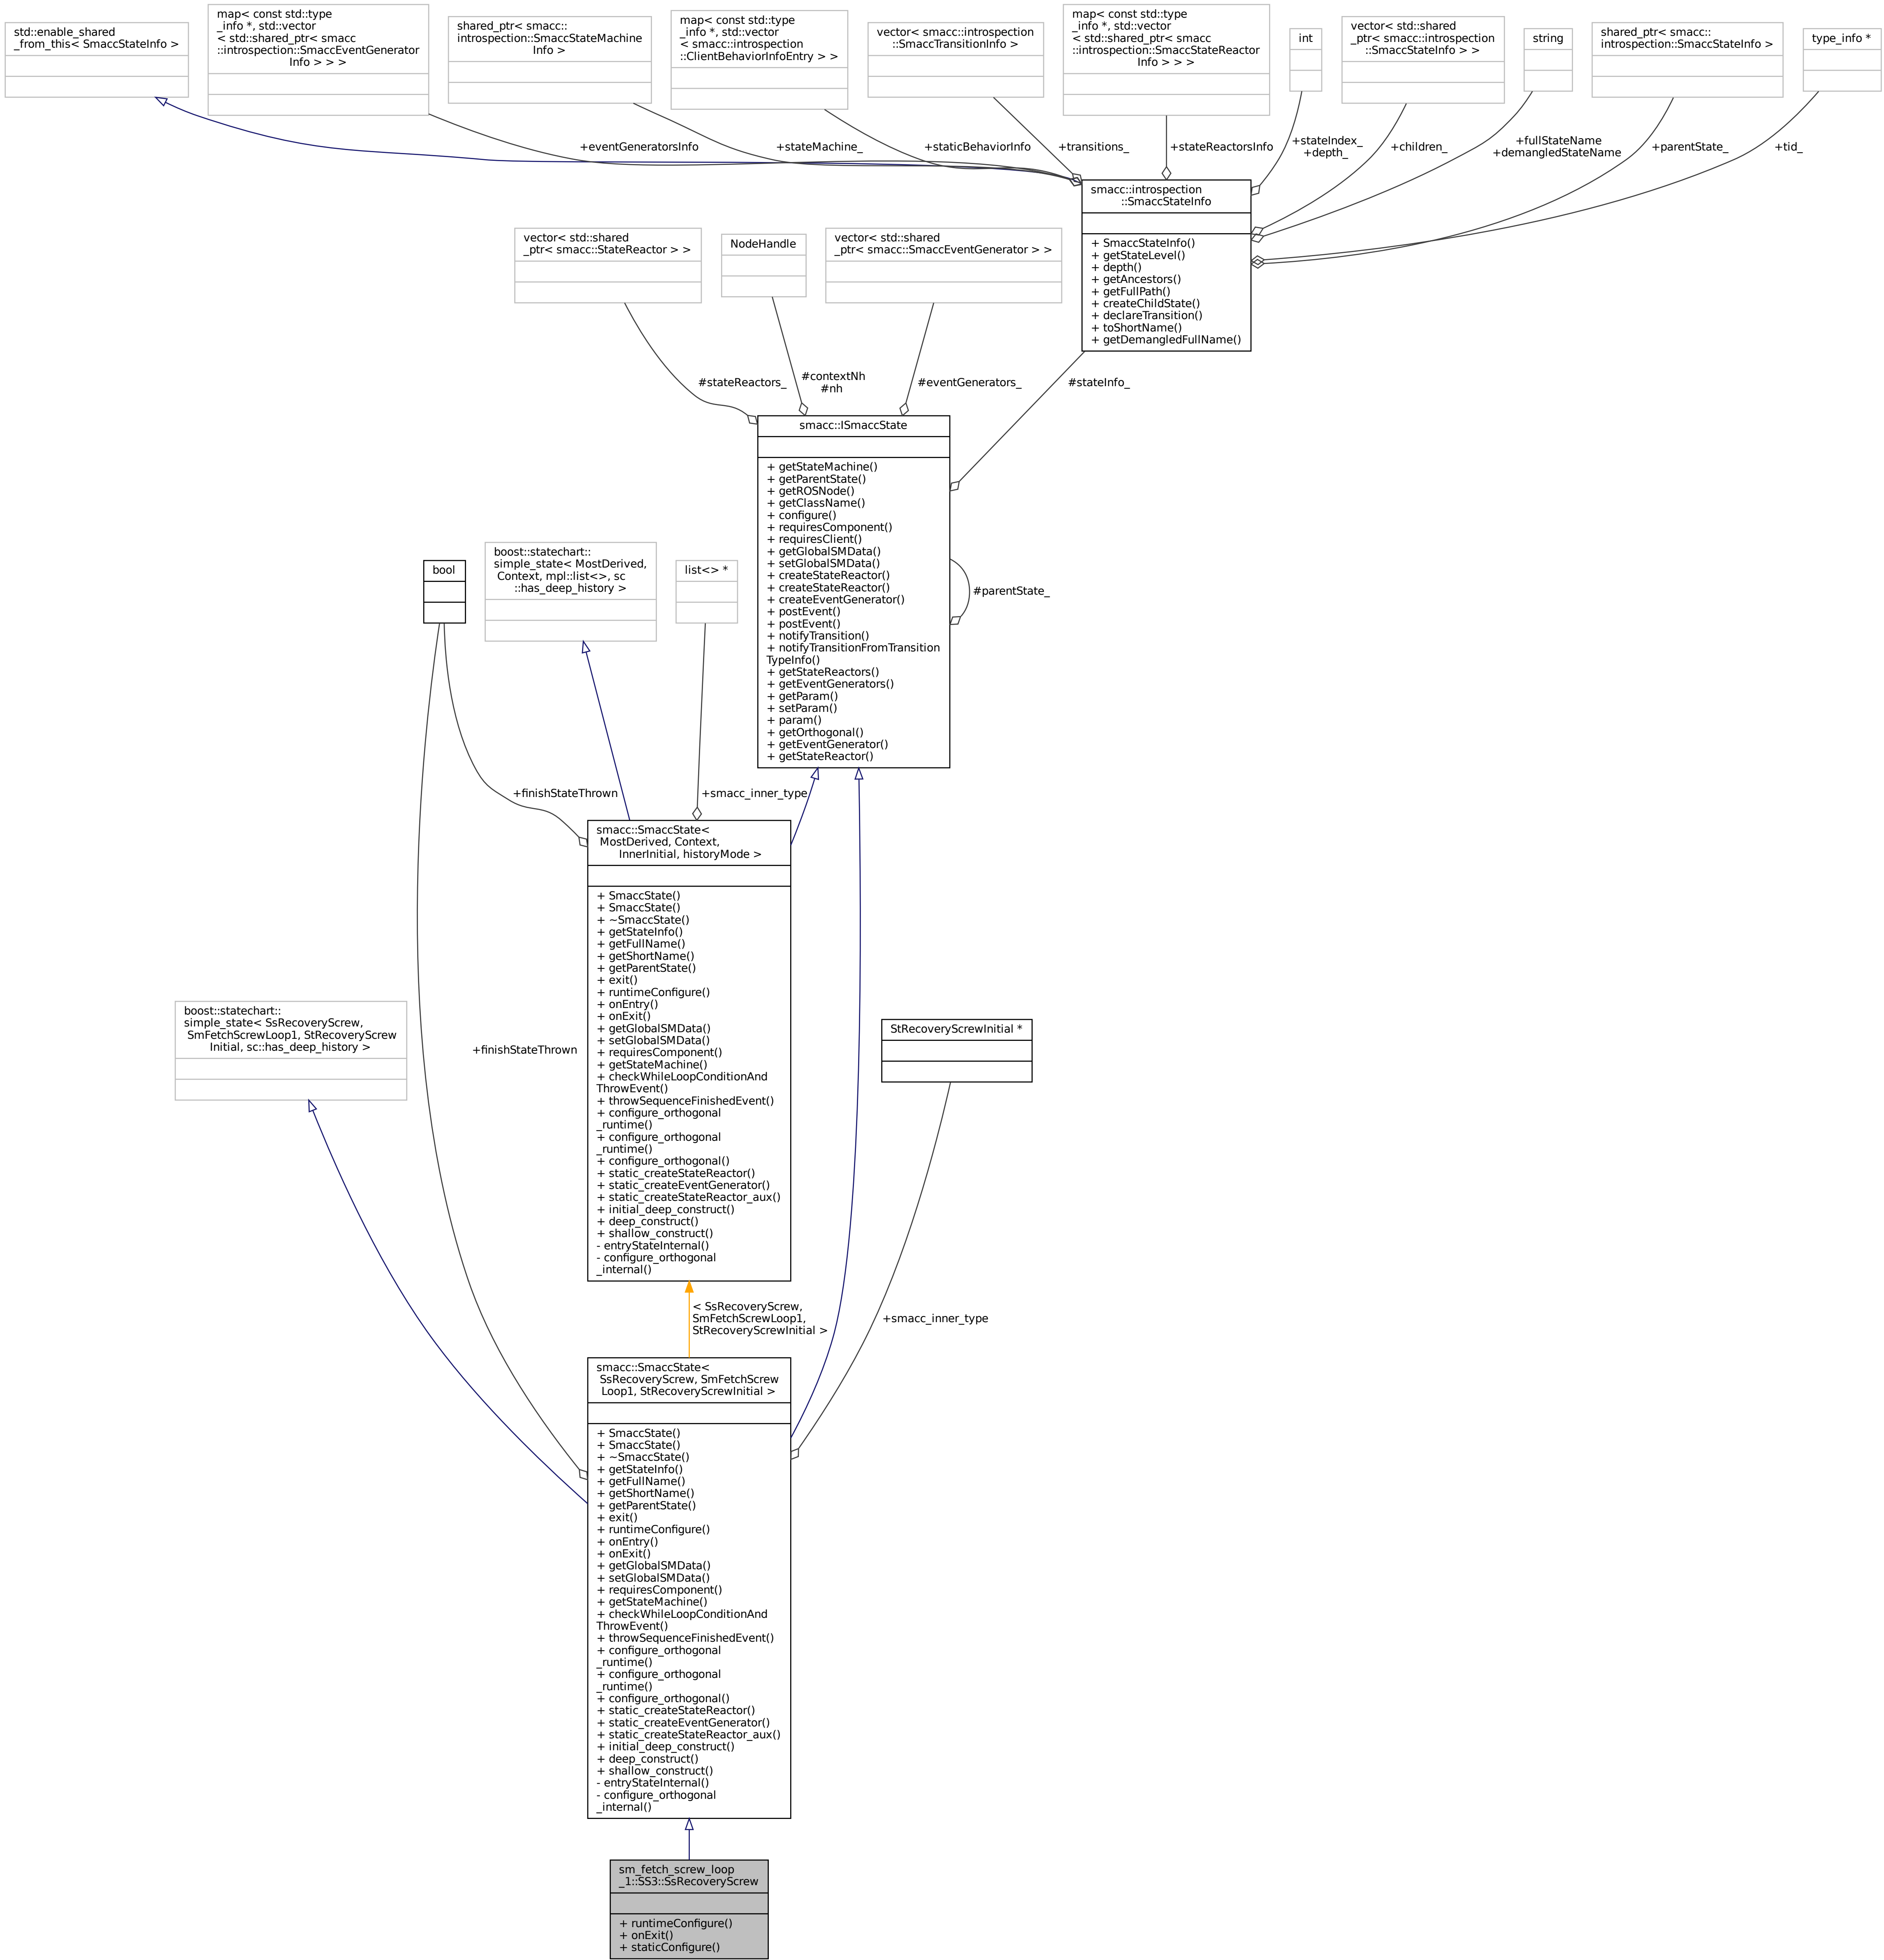 std::enable_shared
_from_this< SmaccStateInfo >
map< const std::type
_info *, std::vector
< std::shared_ptr< smacc
::introspection::SmaccEventGenerator
Info > > >
shared_ptr< smacc::
introspection::SmaccStateMachine
Info >
map< const std::type
_info *, std::vector
< smacc::introspection
::ClientBehaviorInfoEntry > >
vector< smacc::introspection
::SmaccTransitionInfo >
map< const std::type
_info *, std::vector
< std::shared_ptr< smacc
::introspection::SmaccStateReactor
Info > > >
int
vector< std::shared
_ptr< smacc::introspection
::SmaccStateInfo > >
string
shared_ptr< smacc::
introspection::SmaccStateInfo >
type_info *
+eventGeneratorsInfo
+stateMachine_
+staticBehaviorInfo
+transitions_
+stateReactorsInfo
+stateIndex_
+depth_
+children_
+fullStateName
+demangledStateName
+parentState_
+tid_
smacc::introspection
::SmaccStateInfo
+ SmaccStateInfo()
+ getStateLevel()
+ depth()
+ getAncestors()
+ getFullPath()
+ createChildState()
+ declareTransition()
+ toShortName()
+ getDemangledFullName()
vector< std::shared
_ptr< smacc::StateReactor > >
NodeHandle
vector< std::shared
_ptr< smacc::SmaccEventGenerator > >
#stateReactors_
#contextNh
#nh
#eventGenerators_
#stateInfo_
smacc::ISmaccState
+ getStateMachine()
+ getParentState()
+ getROSNode()
+ getClassName()
+ configure()
+ requiresComponent()
+ requiresClient()
+ getGlobalSMData()
+ setGlobalSMData()
+ createStateReactor()
+ createStateReactor()
+ createEventGenerator()
+ postEvent()
+ postEvent()
+ notifyTransition()
+ notifyTransitionFromTransition
TypeInfo()
+ getStateReactors()
+ getEventGenerators()
+ getParam()
+ setParam()
+ param()
+ getOrthogonal()
+ getEventGenerator()
+ getStateReactor()
#parentState_
bool
boost::statechart::
simple_state< MostDerived,
Context, mpl::list<>, sc
::has_deep_history >
list<> *
+finishStateThrown
+smacc_inner_type
smacc::SmaccState<
MostDerived, Context,
InnerInitial, historyMode >
+ SmaccState()
+ SmaccState()
+ ~SmaccState()
+ getStateInfo()
+ getFullName()
+ getShortName()
+ getParentState()
+ exit()
+ runtimeConfigure()
+ onEntry()
+ onExit()
+ getGlobalSMData()
+ setGlobalSMData()
+ requiresComponent()
+ getStateMachine()
+ checkWhileLoopConditionAnd
ThrowEvent()
+ throwSequenceFinishedEvent()
+ configure_orthogonal
_runtime()
+ configure_orthogonal
_runtime()
+ configure_orthogonal()
+ static_createStateReactor()
+ static_createEventGenerator()
+ static_createStateReactor_aux()
+ initial_deep_construct()
+ deep_construct()
+ shallow_construct()
- entryStateInternal()
- configure_orthogonal
_internal()
boost::statechart::
simple_state< SsRecoveryScrew,
SmFetchScrewLoop1, StRecoveryScrew
Initial, sc::has_deep_history >
+finishStateThrown
StRecoveryScrewInitial *
< SsRecoveryScrew,
SmFetchScrewLoop1,
StRecoveryScrewInitial >
+smacc_inner_type
smacc::SmaccState<
SsRecoveryScrew, SmFetchScrew
Loop1, StRecoveryScrewInitial >
+ SmaccState()
+ SmaccState()
+ ~SmaccState()
+ getStateInfo()
+ getFullName()
+ getShortName()
+ getParentState()
+ exit()
+ runtimeConfigure()
+ onEntry()
+ onExit()
+ getGlobalSMData()
+ setGlobalSMData()
+ requiresComponent()
+ getStateMachine()
+ checkWhileLoopConditionAnd
ThrowEvent()
+ throwSequenceFinishedEvent()
+ configure_orthogonal
_runtime()
+ configure_orthogonal
_runtime()
+ configure_orthogonal()
+ static_createStateReactor()
+ static_createEventGenerator()
+ static_createStateReactor_aux()
+ initial_deep_construct()
+ deep_construct()
+ shallow_construct()
- entryStateInternal()
- configure_orthogonal
_internal()
sm_fetch_screw_loop
_1::SS3::SsRecoveryScrew
+ runtimeConfigure()
+ onExit()
+ staticConfigure()